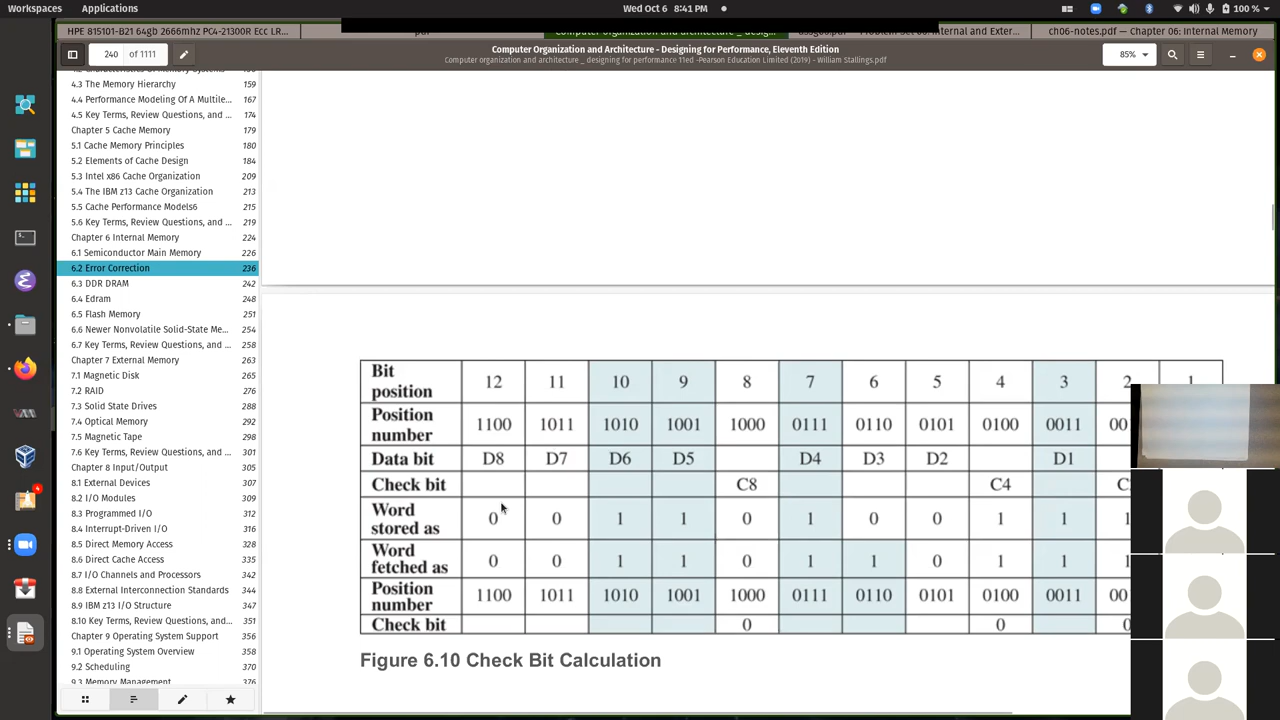 Workspaces Applications Wed Oct 6 8:41 PM 100 %
HPE 815101-B21 64gb 2666mhz PC4-21300R Ecc LR...
ch06-notes.s — Chapter 06: Internal Memory
240 of 1111
Computer Organization and Architecture - Designing for Performance, Eleventh Edition
Computer organization and architecture _ designing for performance 11ed -Pearson Education Limited (2019) - William Stallings.pdf
85%
4.3 The Memory Hierarchy 159
4.4 Performance Modeling Of A Multile... 167
4.5 Key Terms, Review Questions, and ... 174
Chapter 5 Cache Memory 179
5.1 Cache Memory Principles 180
5.2 Elements of Cache Design 184
5.3 Intel x86 Cache Organization 209
5.4 The IBM z13 Cache Organization 213
5.5 Cache Performance Models6 215
5.6 Key Terms, Review Questions, and ... 219
Chapter 6 Internal Memory 224
6.1 Semiconductor Main Memory 226
6.2 Error Correction 236
6.3 DDR DRAM 242
6.4 Edram 248
6.5 Flash Memory 251
6.6 Newer Nonvolatile Solid-State Me... 254
6.7 Key Terms, Review Questions, and ... 258
Chapter 7 External Memory 263
7.1 Magnetic Disk 265
7.2 RAID 276
7.3 Solid State Drives 288
7.4 Optical Memory 292
7.5 Magnetic Tape 298
7.6 Key Terms, Review Questions, and ... 301
Chapter 8 Input/Output 305
8.1 External Devices 307
8.2 I/O Modules 309
8.3 Programmed I/O 312
8.4 Interrupt-Driven I/O 316
8.5 Direct Memory Access 328
8.6 Direct Cache Access 335
8.7 I/O Channels and Processors 342
8.8 External Interconnection Standards 344
8.9 IBM z13 I/O Structure 347
8.10 Key Terms, Review Questions, and... 351
Chapter 9 Operating System Support 356
9.1 Operating System Overview 358
9.2 Scheduling 370
9.3 Memory Management 376
Bit position 12 11 10 9 8 7 6 5 4 3 2 1
Position number 1100 1011 1010 1001 1000 0111 0110 0101 0100 0011 00
Data bit D8 D7 D6 D5 D4 D3 D2 D1
Check bit C8 C4 C
Word stored as 0 0 1 1 0 1 0 0 1 1 1
Word fetched as 0 0 1 1 0 1 1 0 1 1 1
Position number 1100 1011 1010 1001 1000 0111 0110 0101 0100 0011 00
Check bit 0 0 0
Figure 6.10 Check Bit Calculation